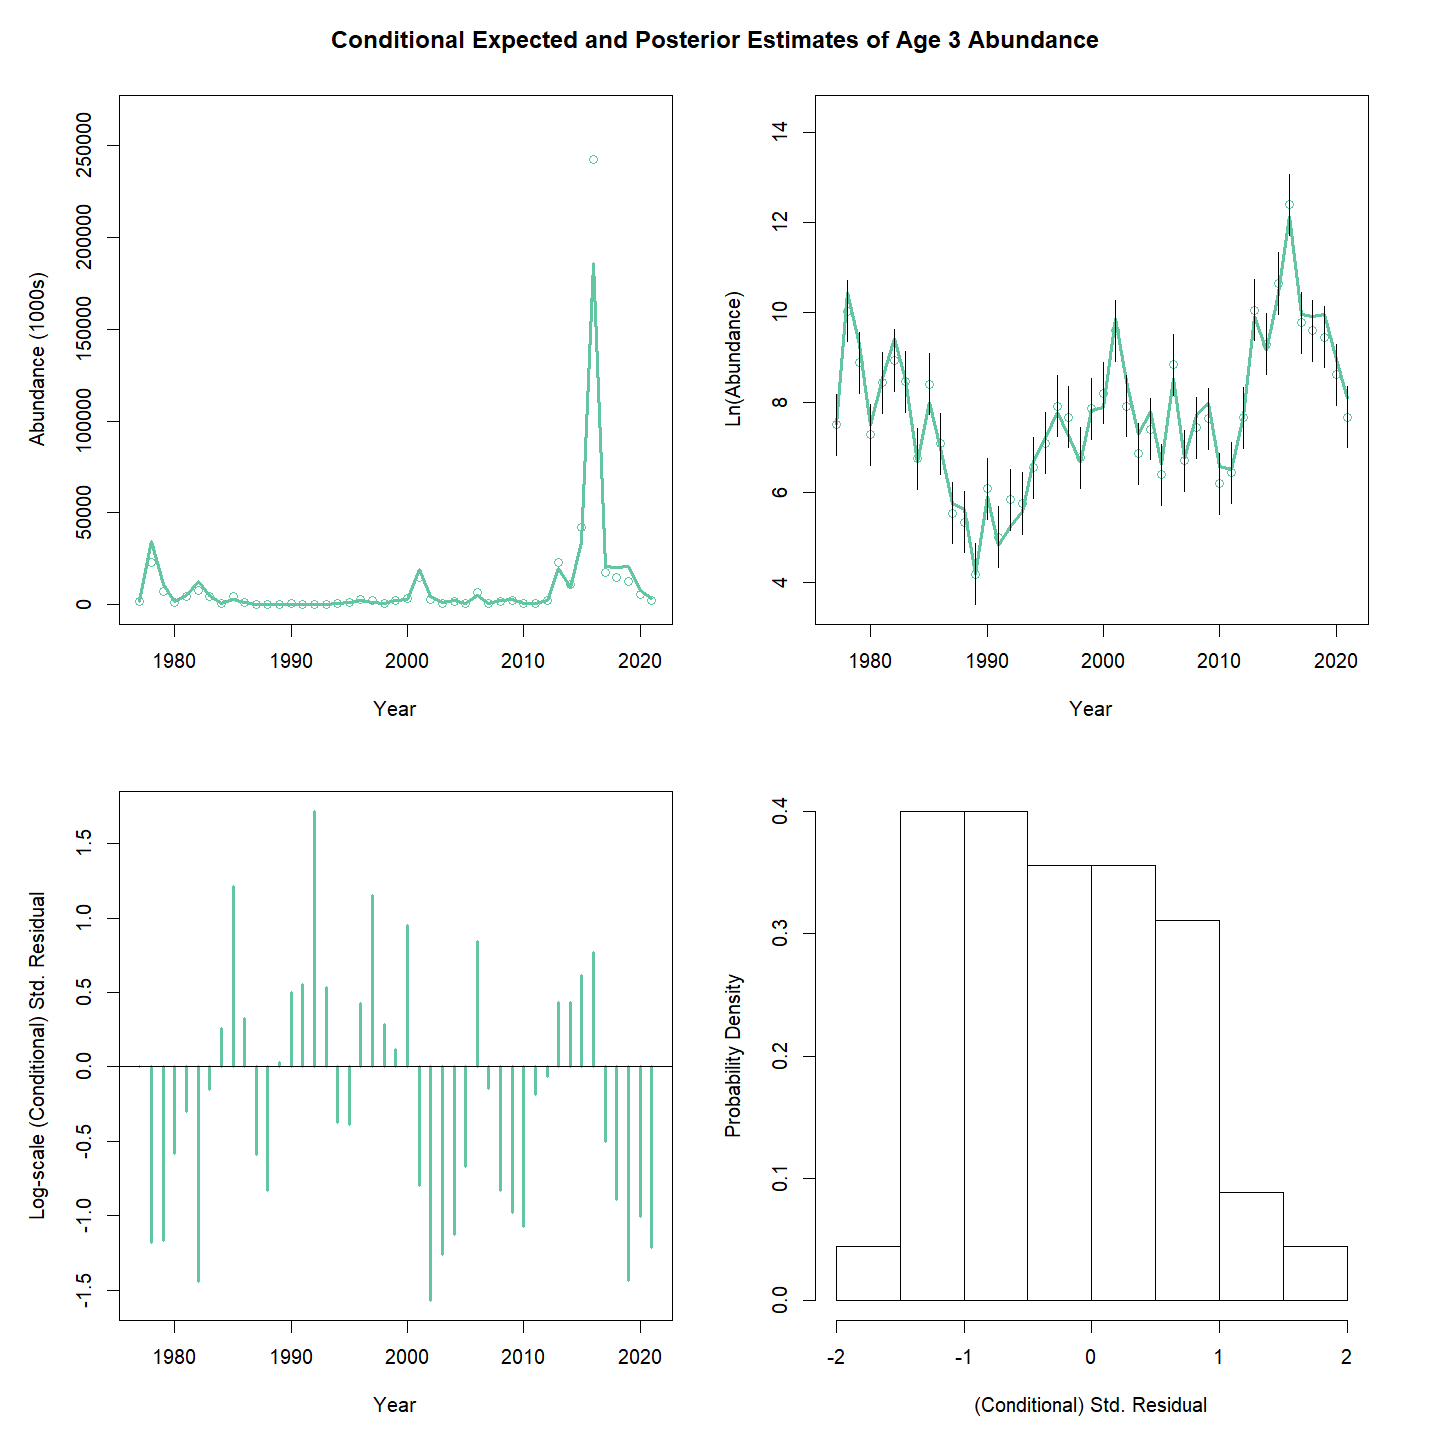 Conditional Expected and Posterior Estimates of Age 3 Abundance
Abundance (1000s)
0 50000 100000 150000 200000 250000
1980 1990 2000 2010 2020
Year
Ln(Abundance)
4 6 8 10 12 14
1980 1990 2000 2010 2020
Year
Log-scale (Conditional) Std. Residual
-1.5 -1.0 -0.5 0.0 0.5 1.0 1.5
1980 1990 2000 2010 2020
Year
Probability Density
0.0 0.1 0.2 0.3 0.4
-2 -1 0 1 2
(Conditional) Std. Residual